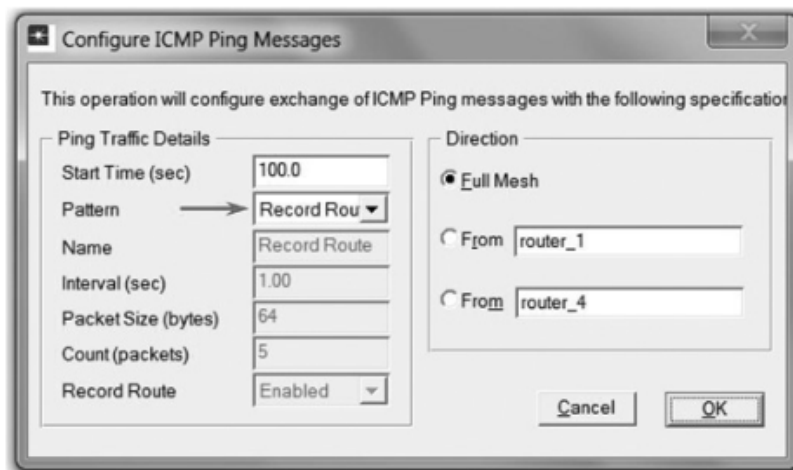 Configure ICMP Ping Messages
This operation will configure exchange of ICMP Ping messages with the following specification
Ping Traffic Details
Start Time (sec) 100.0
Pattern Record Rou
Name Record Route
Interval (sec) 1.00
Packet Size (bytes) 64
Count (packets) 5
Record Route Enabled
Direction
Full Mesh
From router_1
From router_4
Cancel OK